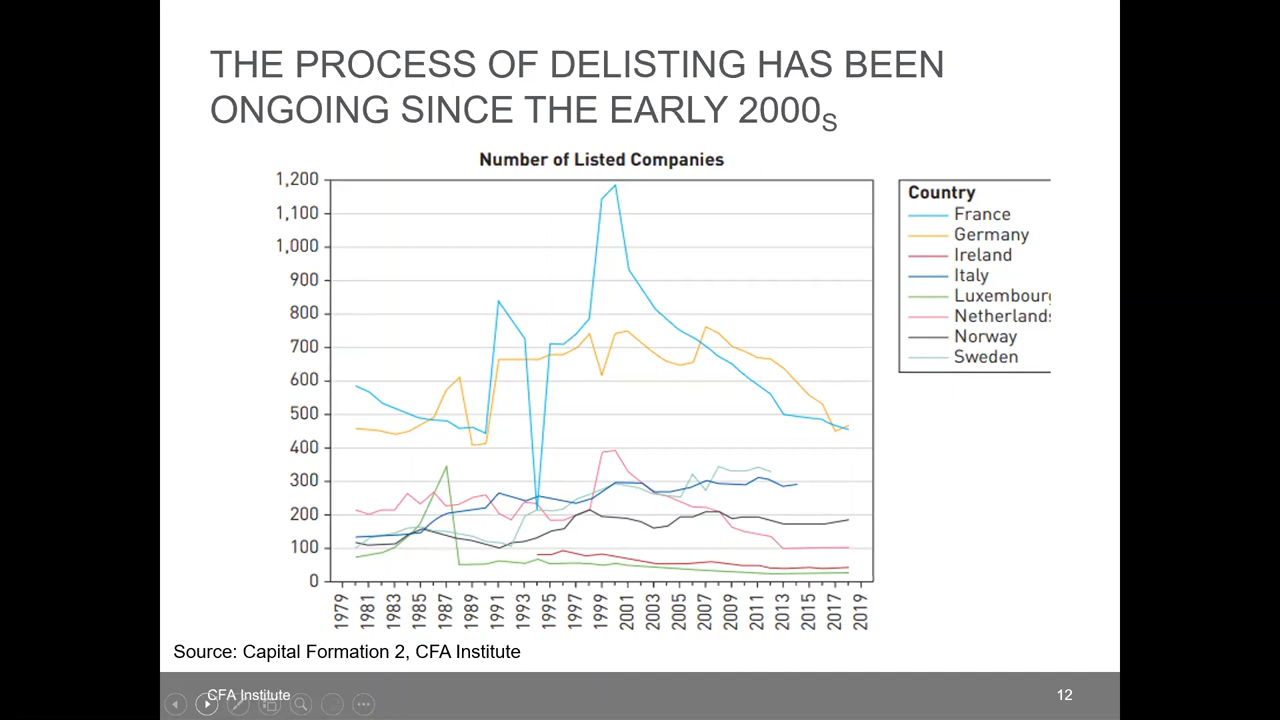 THE PROCESS OF DELISTING HAS BEEN
ONGOING SINCE THE EARLY 2000s
Number of Listed Companies
1,200
1,100
1,000
900
800
700
600
500
400
300
200
100
0
1979
1981
1983
1985
1987
1989
1991
1993
1995
1997
1999
2001
2003
2005
2007
2009
2011
2013
2015
2017
2019
Country
France
Germany
Ireland
Italy
Luxembourg
Netherlands
Norway
Sweden
Source: Capital Formation 2, CFA Institute
CFA Institute
12